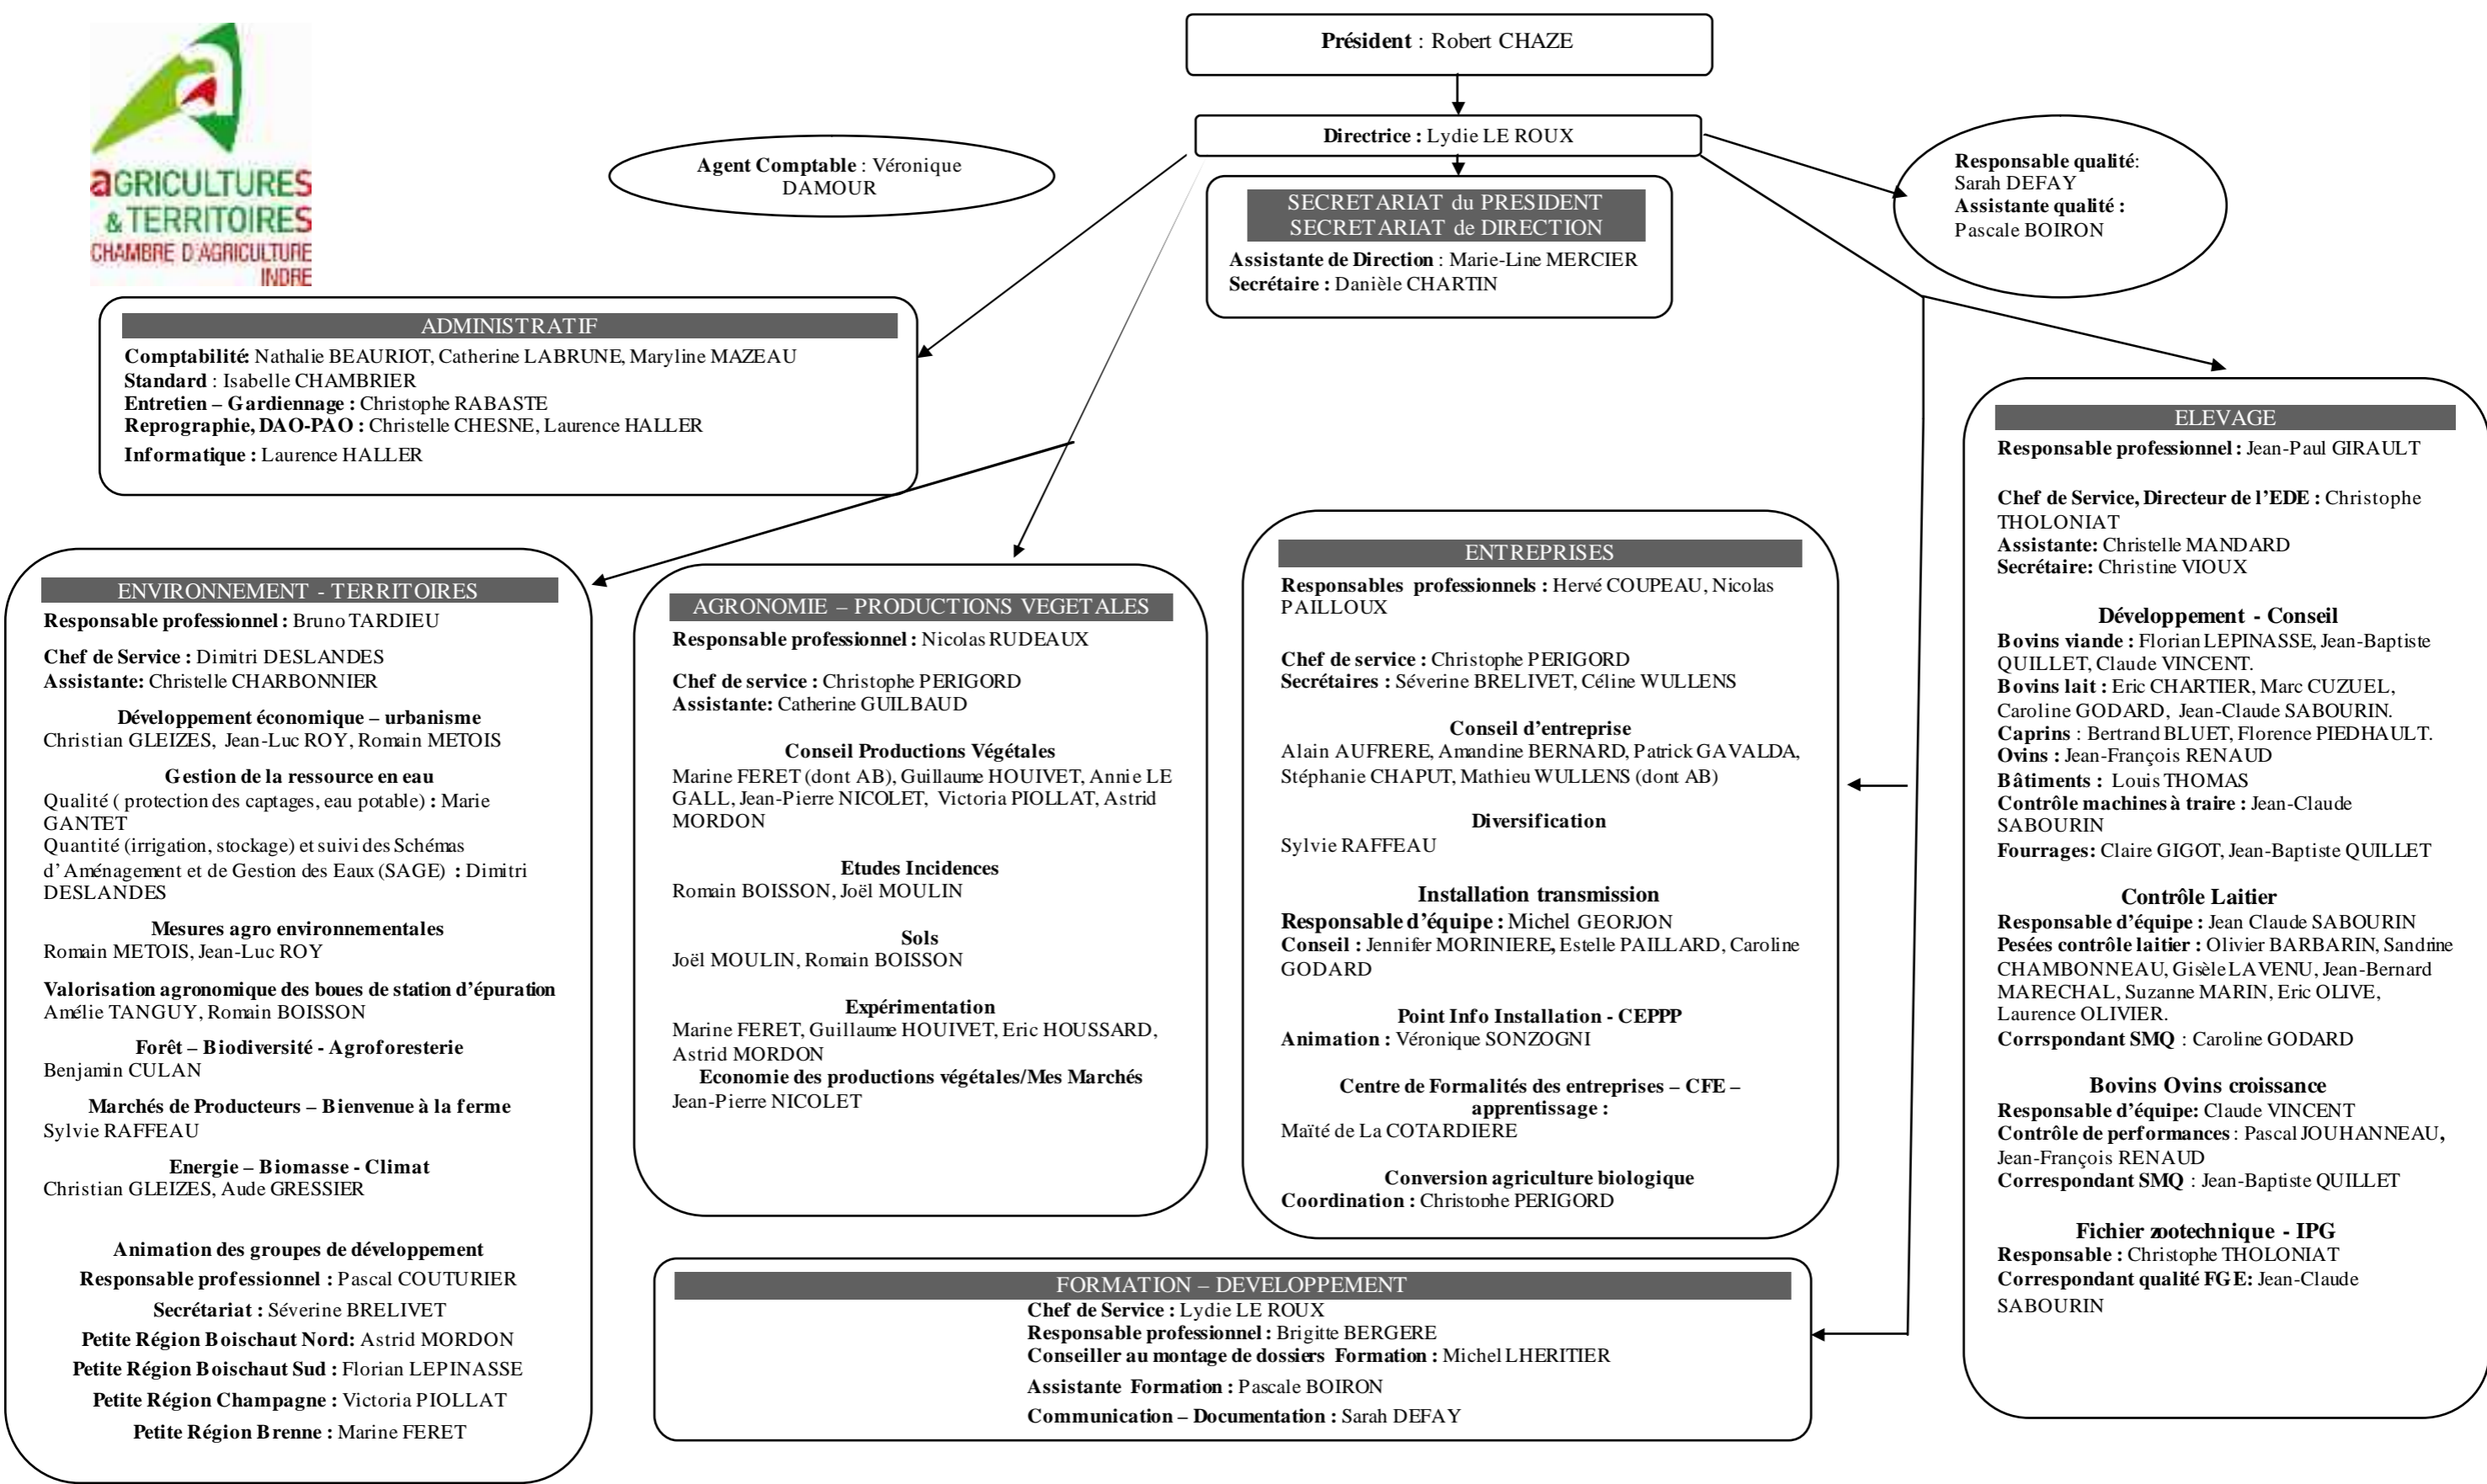 aGRICULTURES
& TERRITOIRES
CHAMBRE D'AGRICULTURE
INDRE
Président : Robert CHAZE
Directrice : Lydie LE ROUX
Agent Comptable : Véronique
DAMOUR
SECRETARIAT du PRESIDENT
SECRETARIAT de DIRECTION
Assistante de Direction : Marie-Line MERCIER
Secrétaire : Danièle CHARTIN
Responsable qualité:
Sarah DEFAY
Assistante qualité :
Pascale BOIRON
ADMINISTRATIF
Comptabilité: Nathalie BEAURIOT, Catherine LABRUNE, Maryline MAZEAU
Standard : Isabelle CHAMBRIER
Entretien – Gardiennage : Christophe RABASTE
Reprographie, DAO-PAO : Christelle CHESNE, Laurence HALLER
Informatique : Laurence HALLER
ENVIRONNEMENT - TERRITOIRES
Responsable professionnel : Bruno TARDIEU
Chef de Service : Dimitri DESLANDES
Assistante: Christelle CHARBONNIER
Développement économique – urbanisme
Christian GLEIZES, Jean-Luc ROY, Romain METOIS
Gestion de la ressource en eau
Qualité ( protection des captages, eau potable) : Marie
GANTET
Quantité (irrigation, stockage) et suivi des Schémas
d'Aménagement et de Gestion des Eaux (SAGE) : Dimitri
DESLANDES
Mesures agro environnementales
Romain METOIS, Jean-Luc ROY
Valorisation agronomique des boues de station d'épuration
Amélie TANGUY, Romain BOISSON
Forêt – Biodiversité - Agroforesterie
Benjamin CULAN
Marchés de Producteurs – Bienvenue à la ferme
Sylvie RAFFEAU
Energie – Biomasse - Climat
Christian GLEIZES, Aude GRESSIER
Animation des groupes de développement
Responsable professionnel : Pascal COUTURIER
Secrétariat : Séverine BRELIVET
Petite Région Boischaut Nord: Astrid MORDON
Petite Région Boischaut Sud : Florian LEPINASSE
Petite Région Champagne : Victoria PIOLLAT
Petite Région Brenne : Marine FERET
AGRONOMIE – PRODUCTIONS VEGETALES
Responsable professionnel : Nicolas RUDEAUX
Chef de service : Christophe PERIGORD
Assistante: Catherine GUILBAUD
Conseil Productions Végétales
Marine FERET (dont AB), Guillaume HOUIVET, Annie LE
GALL, Jean-Pierre NICOLET, Victoria PIOLLAT, Astrid
MORDON
Etudes Incidences
Romain BOISSON, Joël MOULIN
Sols
Joël MOULIN, Romain BOISSON
Expérimentation
Marine FERET, Guillaume HOUIVET, Eric HOUSSARD,
Astrid MORDON
Economie des productions végétales/Mes Marchés
Jean-Pierre NICOLET
ENTREPRISES
Responsables professionnels : Hervé COUPEAU, Nicolas
PAILLOUX
Chef de service : Christophe PERIGORD
Secrétaires : Séverine BRELIVET, Céline WULLENS
Conseil d'entreprise
Alain AUFRERE, Amandine BERNARD, Patrick GAVALDA,
Stéphanie CHAPUT, Mathieu WULLENS (dont AB)
Diversification
Sylvie RAFFEAU
Installation transmission
Responsable d'équipe : Michel GEORJON
Conseil : Jennifer MORINIERE, Estelle PAILLARD, Caroline
GODARD
Point Info Installation - CEPPP
Animation : Véronique SONZOGNI
Centre de Formalités des entreprises – CFE –
apprentissage :
Maïté de La COTARDIERE
Conversion agriculture biologique
Coordination : Christophe PERIGORD
ELEVAGE
Responsable professionnel : Jean-Paul GIRAULT
Chef de Service, Directeur de l'EDE : Christophe
THOLONIAT
Assistante: Christelle MANDARD
Secrétaire: Christine VIOUX
Développement - Conseil
Bovins viande : Florian LEPINASSE, Jean-Baptiste
QUILLET, Claude VINCENT.
Bovins lait : Eric CHARTIER, Marc CUZUEL,
Caroline GODARD, Jean-Claude SABOURIN.
Caprins : Bertrand BLUET, Florence PIEDHAULT.
Ovins : Jean-François RENAUD
Bâtiments : Louis THOMAS
Contrôle machines à traire : Jean-Claude
SABOURIN
Fourrages: Claire GIGOT, Jean-Baptiste QUILLET
Contrôle Laitier
Responsable d'équipe : Jean Claude SABOURIN
Pesées contrôle laitier : Olivier BARBARIN, Sandrine
CHAMBONNEAU, Gisèle LAVENU, Jean-Bernard
MARECHAL, Suzanne MARIN, Eric OLIVE,
Laurence OLIVIER.
Corrspondant SMQ : Caroline GODARD
Bovins Ovins croissance
Responsable d'équipe: Claude VINCENT
Contrôle de performances : Pascal JOUHANNEAU,
Jean-François RENAUD
Correspondant SMQ : Jean-Baptiste QUILLET
Fichier zootechnique - IPG
Responsable : Christophe THOLONIAT
Correspondant qualité FGE: Jean-Claude
SABOURIN
FORMATION – DEVELOPPEMENT
Chef de Service : Lydie LE ROUX
Responsable professionnel : Brigitte BERGERE
Conseiller au montage de dossiers Formation : Michel LHERITIER
Assistante Formation : Pascale BOIRON
Communication – Documentation : Sarah DEFAY